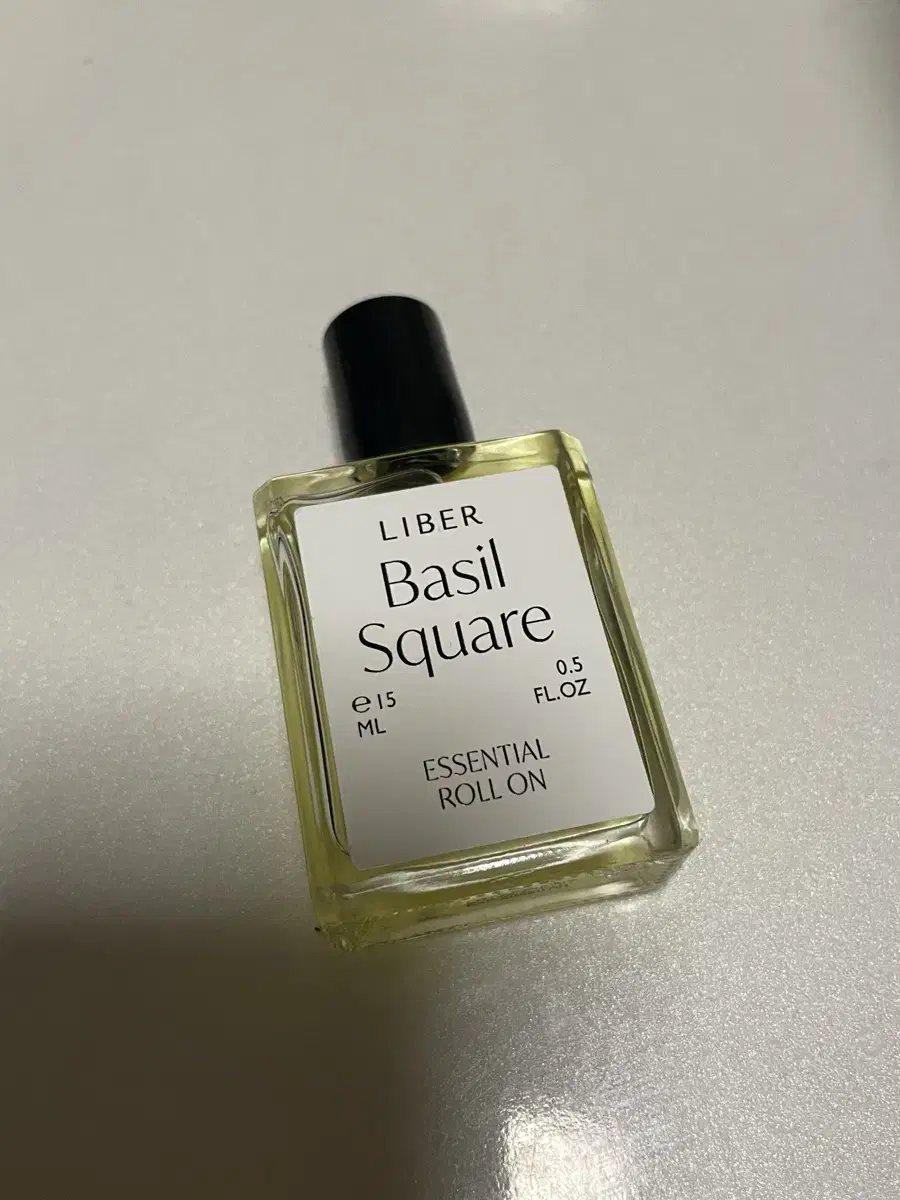 LIBER
Basil
Square
℮15 0.5
ML FL.OZ
ESSENTIAL
ROLL ON